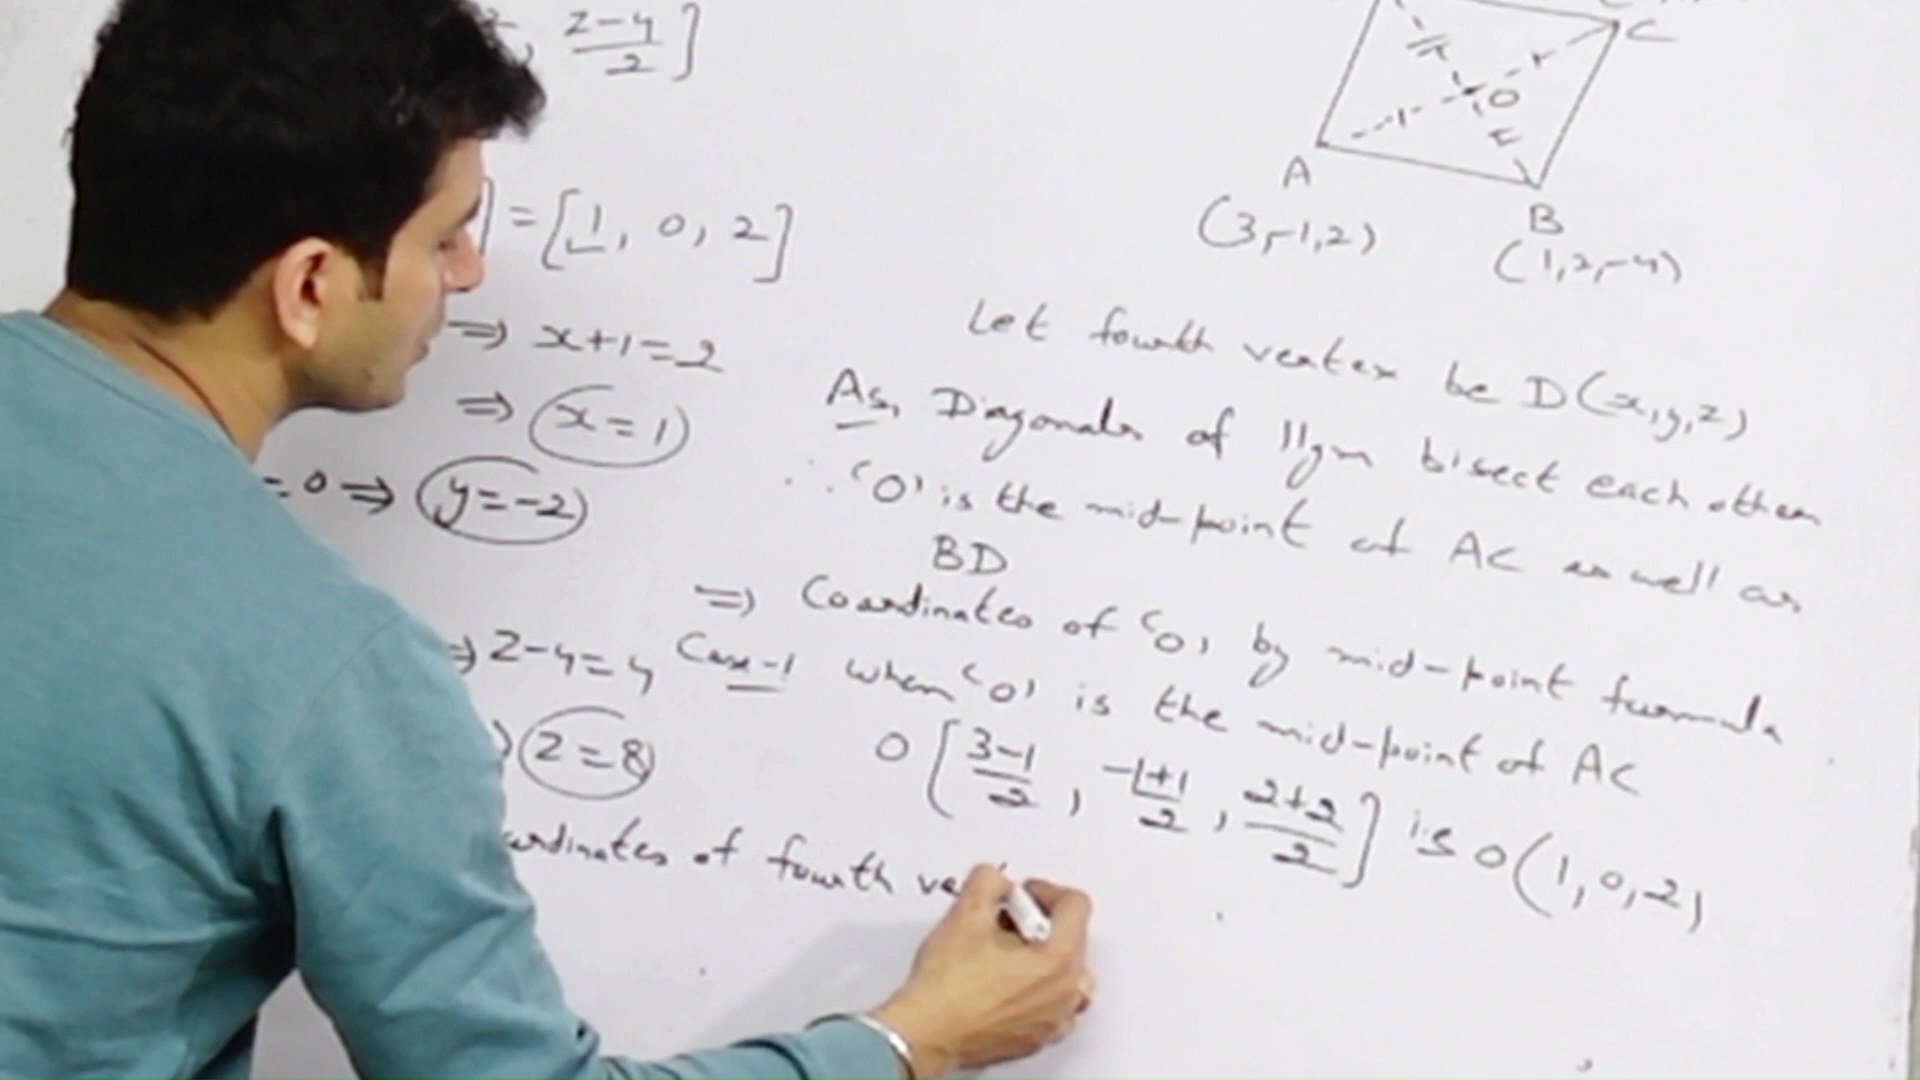 , z-4/2 ]
] = [ 1, 0, 2 ]
⇒ x+1=2
⇒ x = 1
= 0 ⇒ y = -2
⇒ z-4=4
z = 8
ordinates of fourth ve
C
O
A
B
(3,-1,2)
(1,2,-4)
Let fourth vertex be D(x,y,z)
As, Diagonals of ||gm bisect each other
∴ 'O' is the mid-point of AC as well as
BD
⇒ Coordinates of 'O' by mid-point formula
Case-1 when 'O' is the mid-point of AC
O [ 3-1/2 , -1+1/2 , 2+2/2 ] is O(1,0,2)